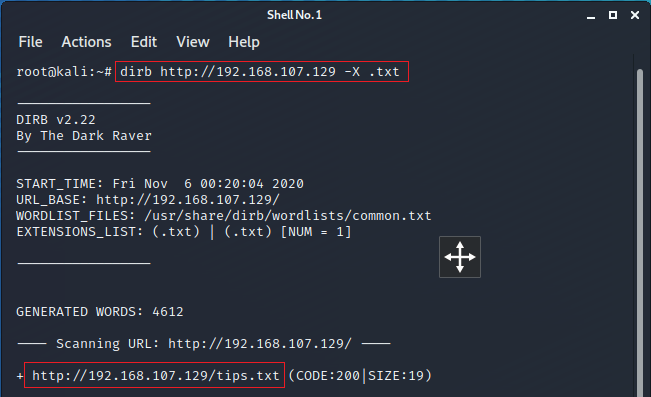 Shell No. 1
File Actions Edit View Help
root@kali:~# dirb http://192.168.107.129 -X .txt
-----------------
DIRB v2.22
By The Dark Raver
-----------------
START_TIME: Fri Nov  6 00:20:04 2020
URL_BASE: http://192.168.107.129/
WORDLIST_FILES: /usr/share/dirb/wordlists/common.txt
EXTENSIONS_LIST: (.txt) | (.txt) [NUM = 1]
-----------------
GENERATED WORDS: 4612
---- Scanning URL: http://192.168.107.129/ ----
+ http://192.168.107.129/tips.txt (CODE:200|SIZE:19)